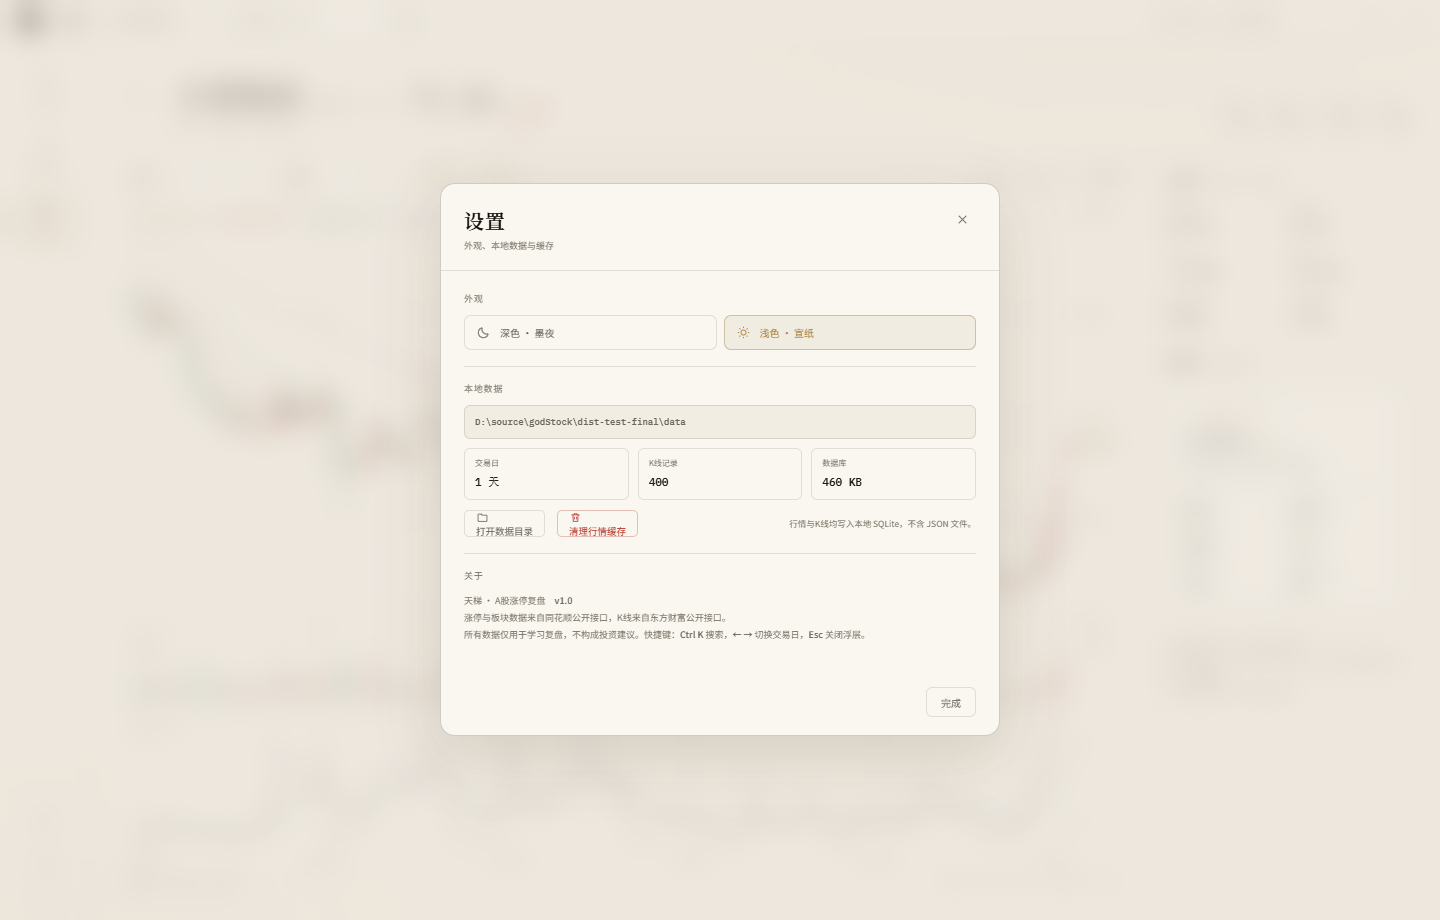 设置
外观、本地数据与缓存
外观
深色 · 墨夜
浅色 · 宣纸
本地数据
D:\source\godStock\dist-test-final\data
交易日
1 天
K线记录
400
数据库
460 KB
打开数据目录
清理行情缓存
行情与K线均写入本地 SQLite，不含 JSON 文件。
关于
天梯 · A股涨停复盘 v1.0
涨停与板块数据来自同花顺公开接口，K线来自东方财富公开接口。
所有数据仅用于学习复盘，不构成投资建议。快捷键：Ctrl K 搜索，←→ 切换交易日，Esc 关闭浮层。
完成